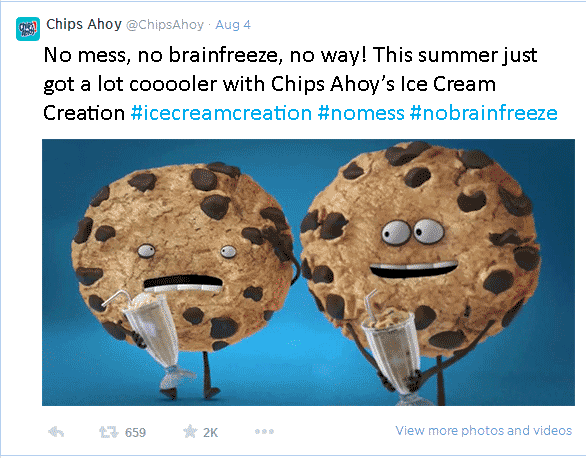 Chips Ahoy @ChipsAhoy · Aug 4
No mess, no brainfreeze, no way! This summer just
got a lot cooooler with Chips Ahoy's Ice Cream
Creation #icecreamcreation #nomess #nobrainfreeze
659 2K View more photos and videos